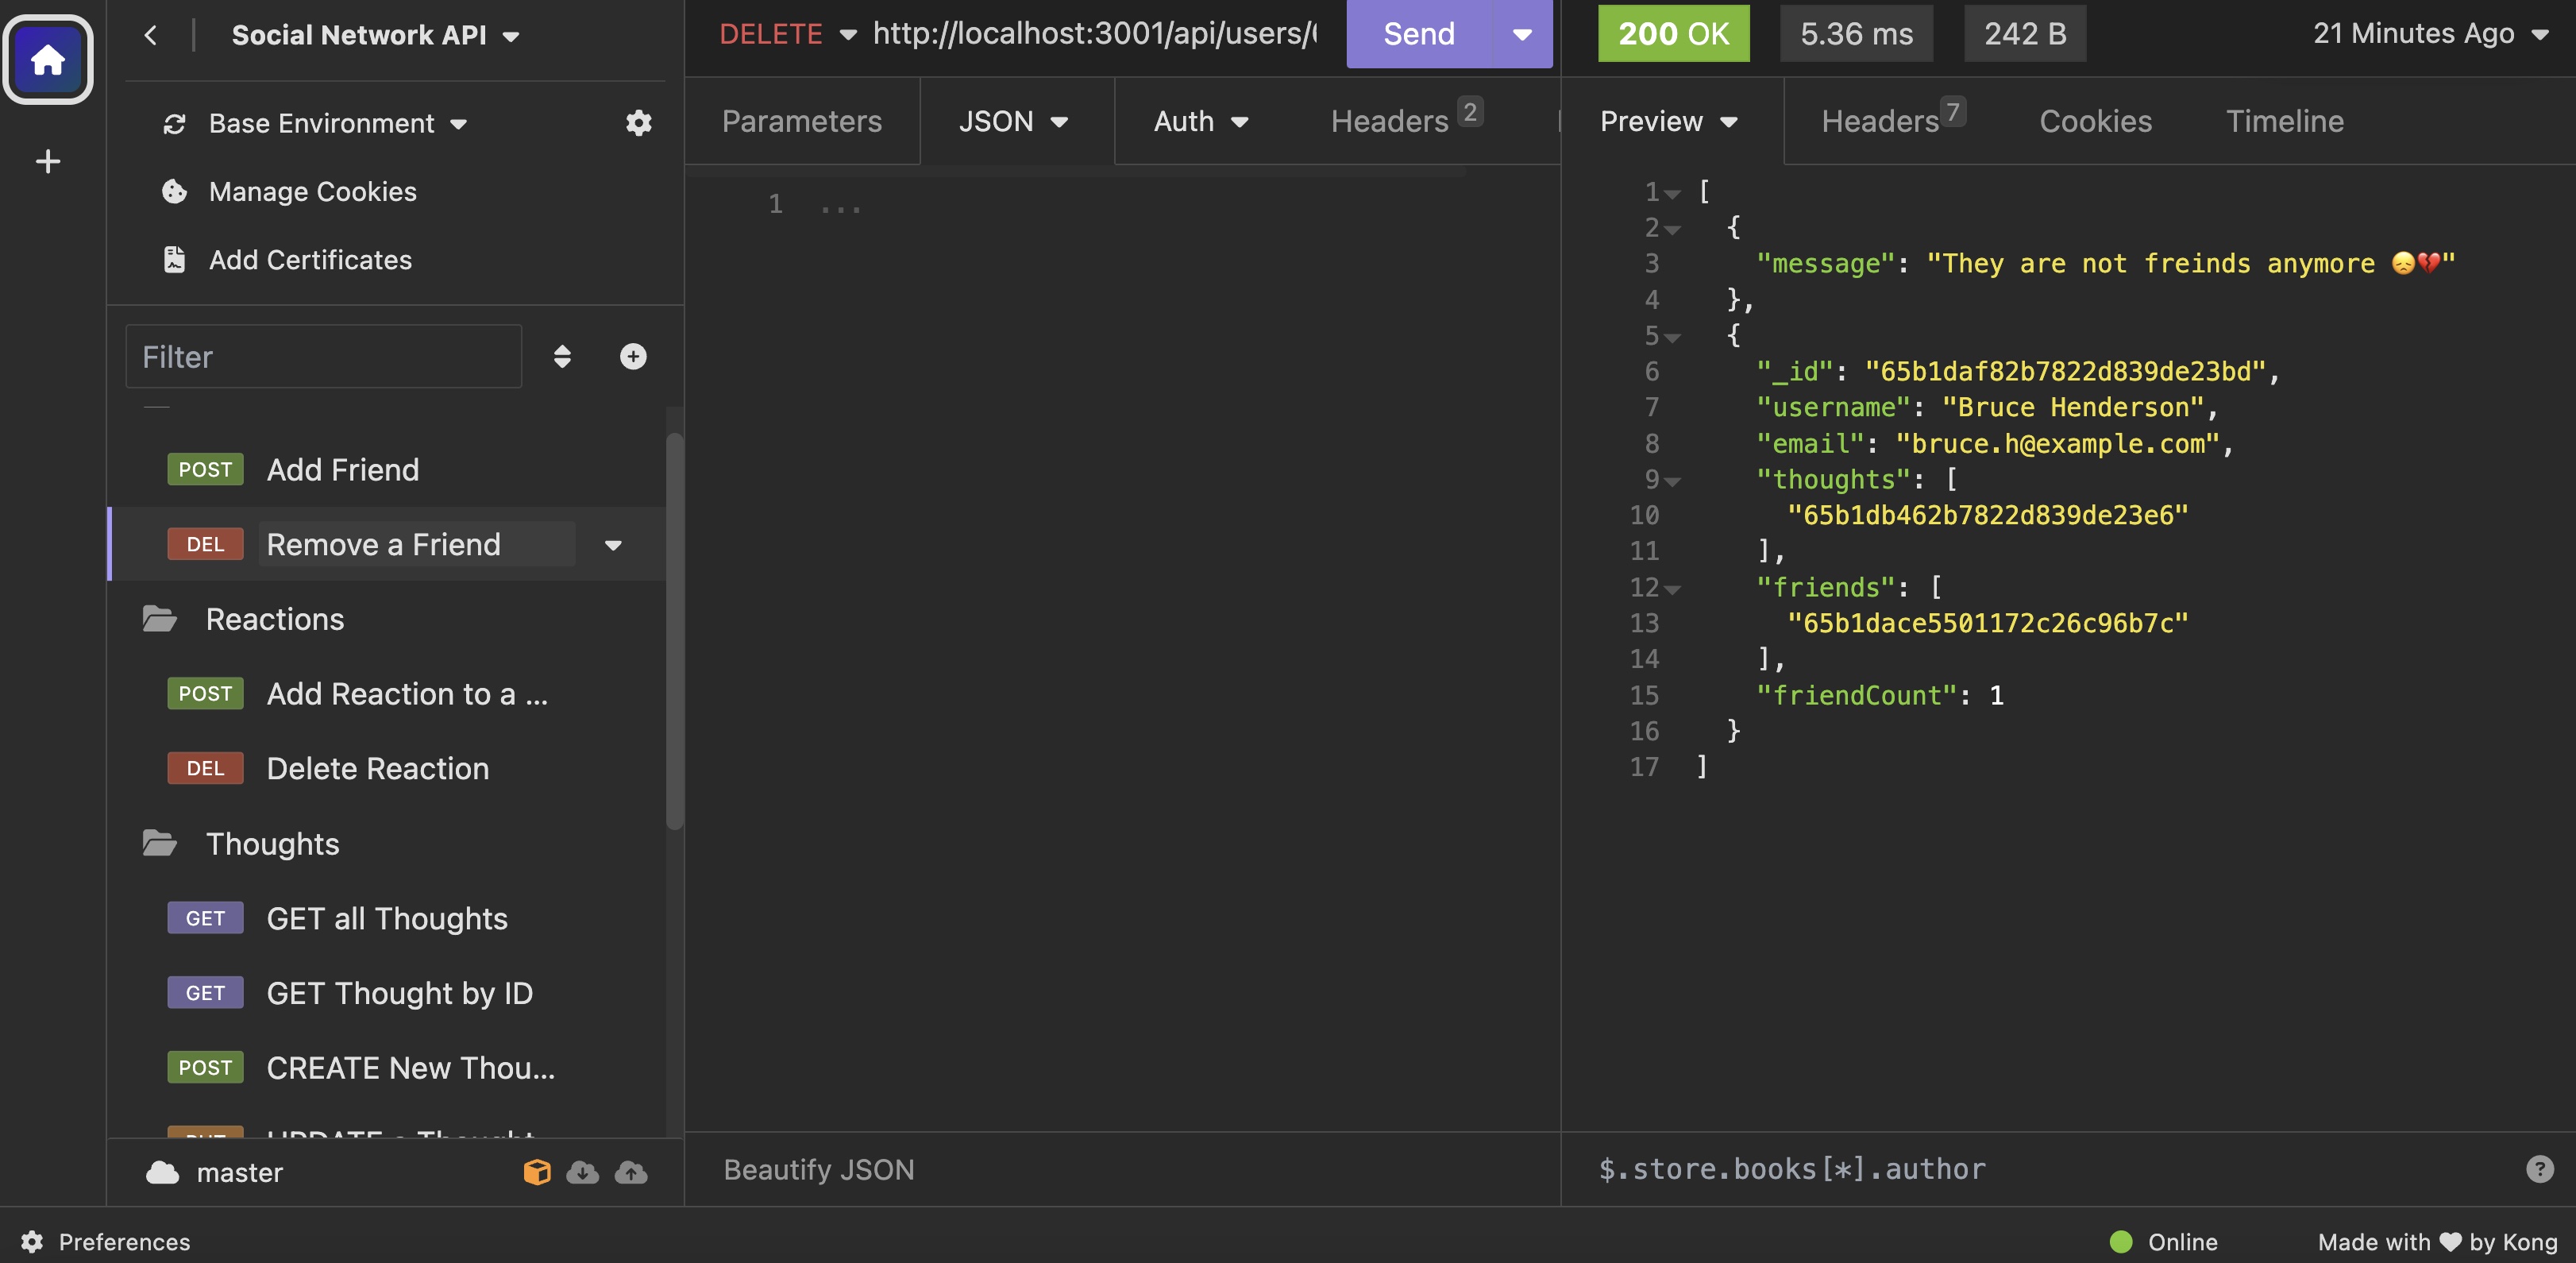 Social Network API
Base Environment
Manage Cookies
Add Certificates
Filter
POST Add Friend
DEL Remove a Friend
Reactions
POST Add Reaction to a ...
DEL Delete Reaction
Thoughts
GET GET all Thoughts
GET GET Thought by ID
POST CREATE New Thou...
master
Preferences
DELETE http://localhost:3001/api/users/
Send
Parameters JSON Auth Headers 2
1 ...
Beautify JSON
200 OK 5.36 ms 242 B 21 Minutes Ago
Preview Headers 7 Cookies Timeline
1 [
2 {
3 "message": "They are not freinds anymore 😞💔"
4 },
5 {
6 "_id": "65b1daf82b7822d839de23bd",
7 "username": "Bruce Henderson",
8 "email": "bruce.h@example.com",
9 "thoughts": [
10 "65b1db462b7822d839de23e6"
11 ],
12 "friends": [
13 "65b1dace5501172c26c96b7c"
14 ],
15 "friendCount": 1
16 }
17 ]
$.store.books[*].author
Online
Made with ♥ by Kong